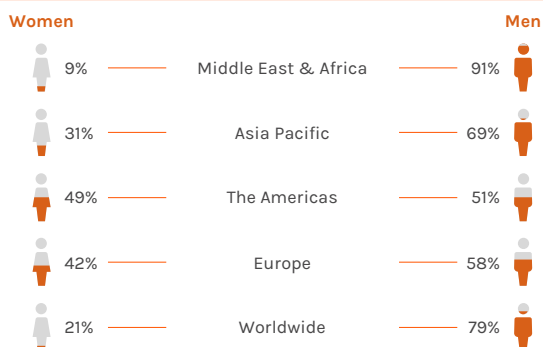 Women Men
9% Middle East & Africa 91%
31% Asia Pacific 69%
49% The Americas 51%
42% Europe 58%
21% Worldwide 79%